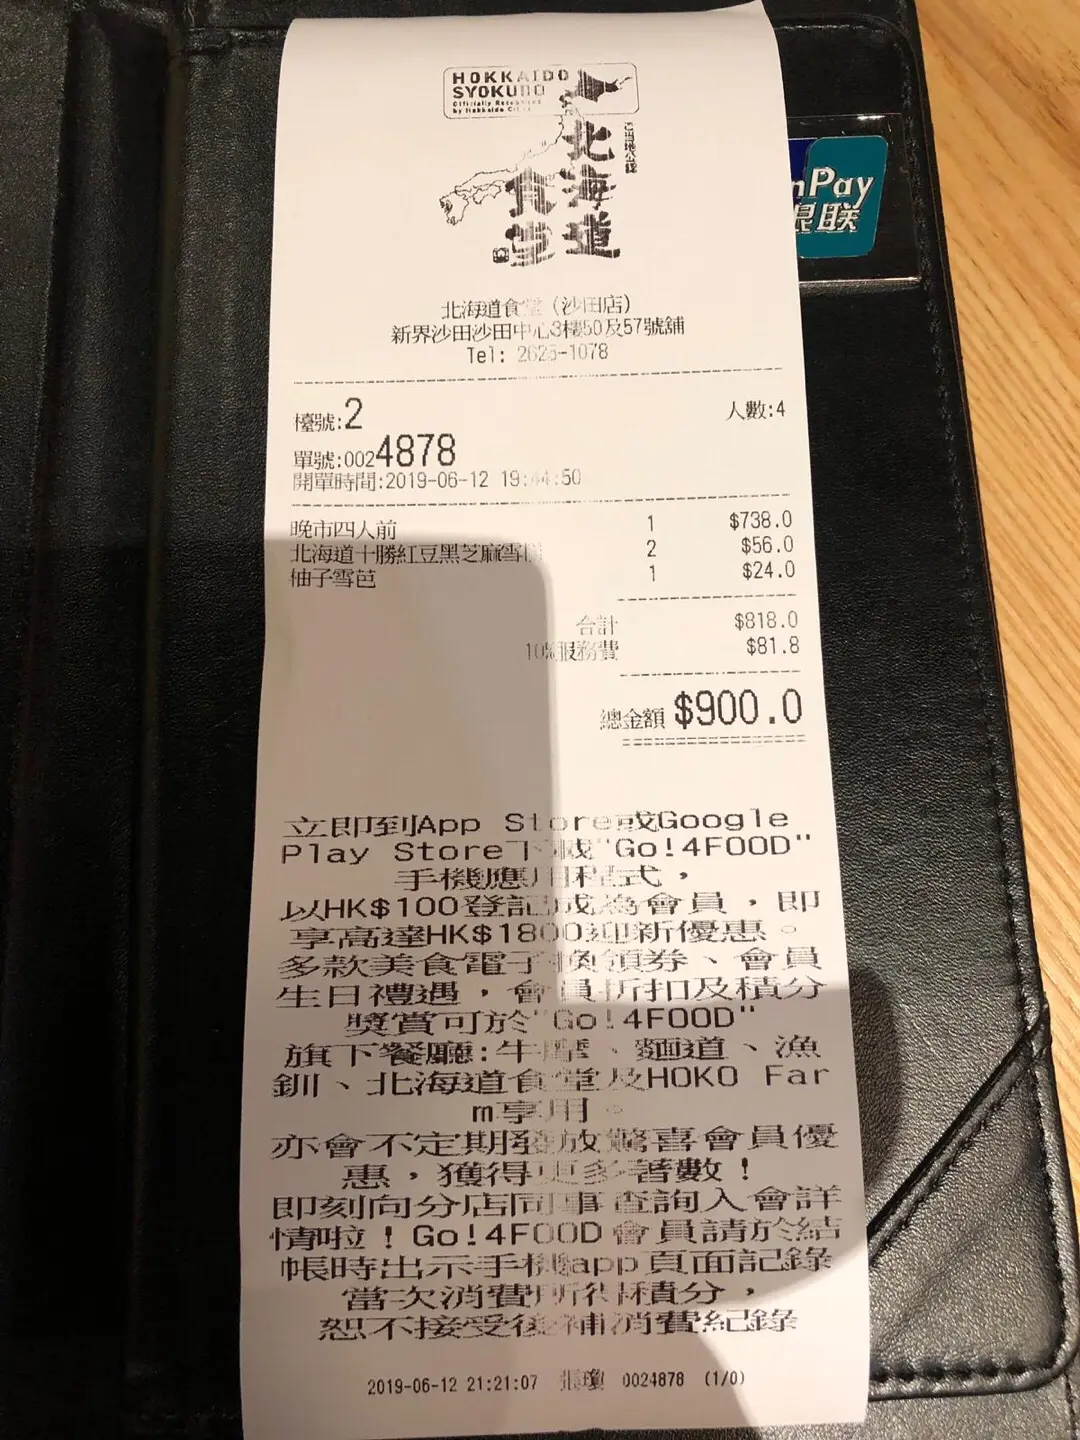 HOKKAIDO
SYOKUDO
Officially Recognized
by Hokkaido
北海道
食堂
北海道食堂（沙田店）
新界沙田沙田中心3樓50及57號舖
Tel: 2625-1078
檯號:2
人數:4
單號:0024878
開單時間:2019-06-12 19:44:50
晚市四人前 1 $738.0
北海道十勝紅豆黑芝麻雪 2 $56.0
柚子雪芭 1 $24.0
合計 $818.0
10%服務費 $81.8
總金額 $900.0
立即到App Store或Google
Play Store下載"Go!4FOOD"
手機應用程式，
以HK$100登記成為會員，即
享高達HK$1800迎新優惠。
多款美食電子換領券、會員
生日禮遇，會員折扣及積分
獎賞可於"Go!4FOOD"
旗下餐廳:牛摩、麵道、漁
釧、北海道食堂及HOKO Far
m享用。
亦會不定期發放驚喜會員優
惠，獲得更多著數！
即刻向分店同事查詢入會詳
情啦！Go!4FOOD會員請於結
帳時出示手機app頁面記錄
當次消費所得積分，
恕不接受後補消費紀錄
2019-06-12 21:21:07 張瓊 0024878 (1/0)
Pay
银联